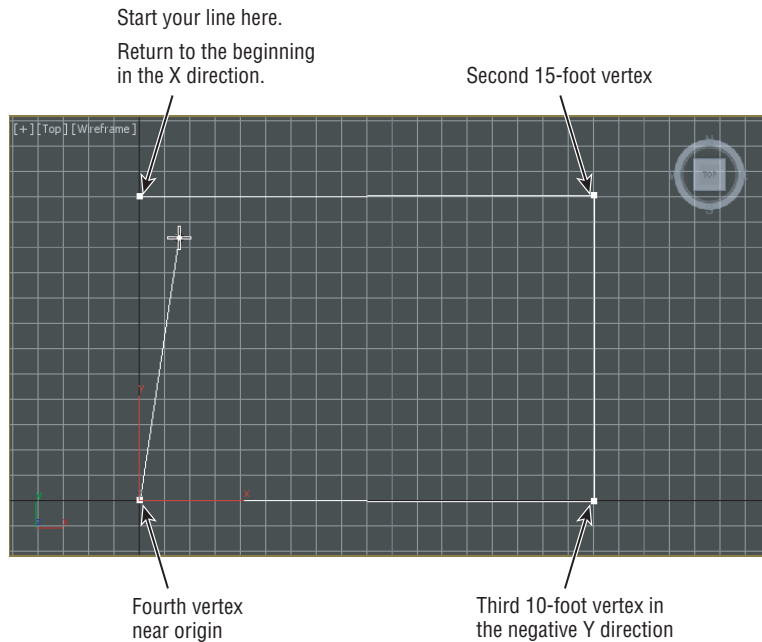 Start your line here.
Return to the beginning
in the X direction.
Second 15-foot vertex
[+][Top][Wireframe]
N
TOP
S
Y
X
Fourth vertex
near origin
Third 10-foot vertex in
the negative Y direction